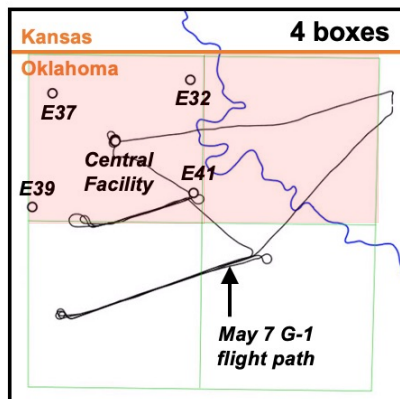 Kansas
4 boxes
Oklahoma
E37
E32
Central
Facility
E39
E41
May 7 G-1
flight path